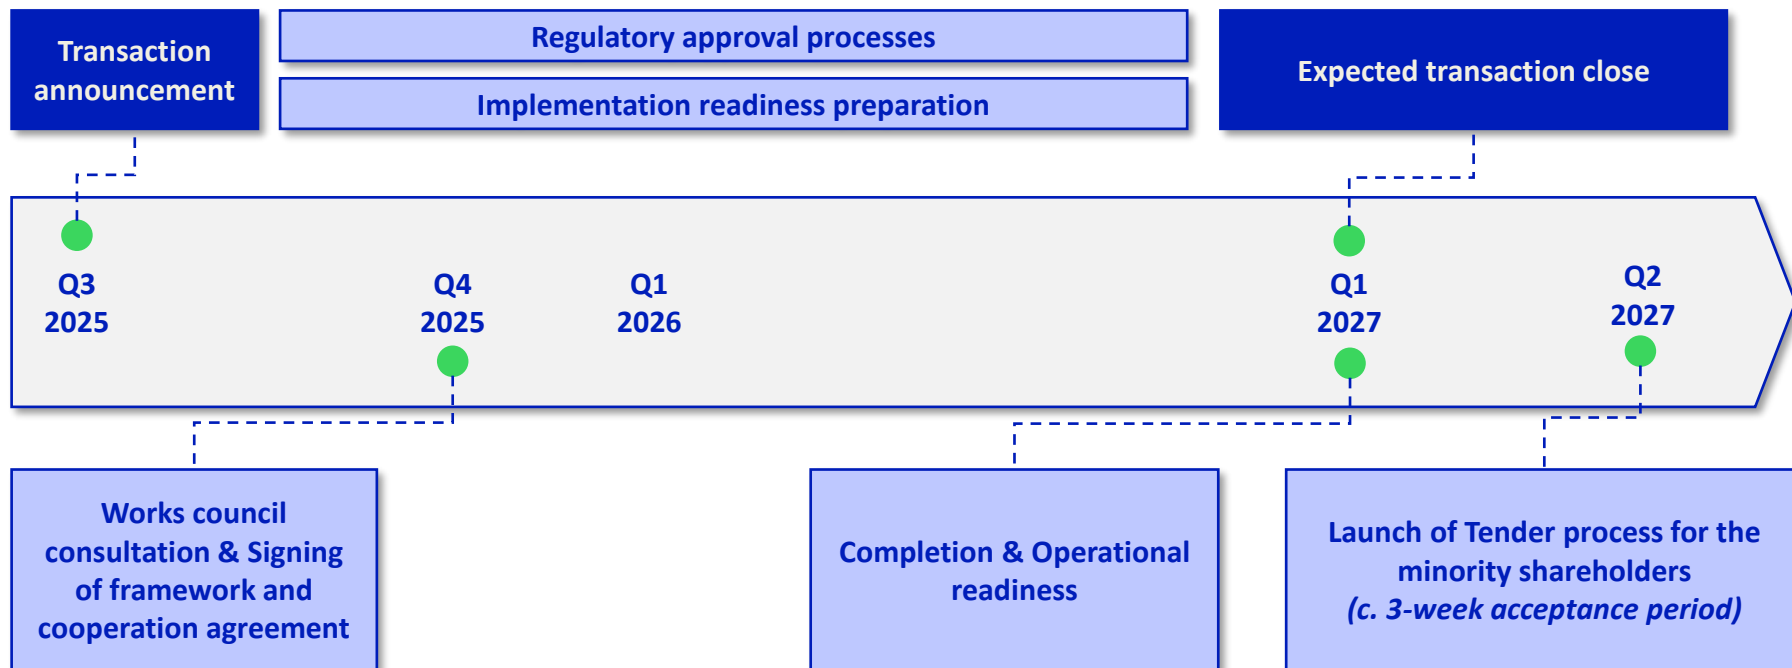 Transaction
announcement
Regulatory approval processes
Implementation readiness preparation
Expected transaction close
Q3
2025
Q4
2025
Q1
2026
Q1
2027
Q2
2027
Works council
consultation & Signing
of framework and
cooperation agreement
Completion & Operational
readiness
Launch of Tender process for the
minority shareholders
(c. 3-week acceptance period)